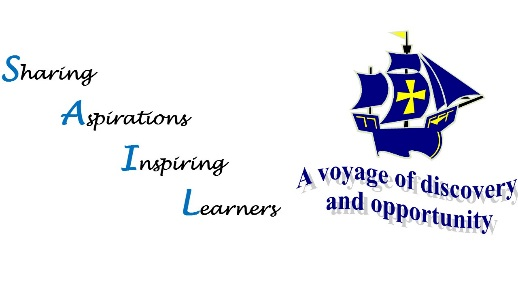 Sharing
Aspirations
Inspiring
Learners
A voyage of discovery
and opportunity